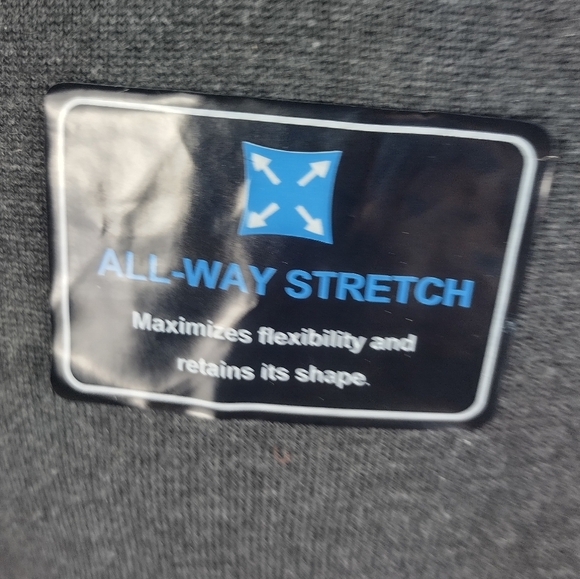 ALL-WAY STRETCH
Maximizes flexibility and
retains its shape.